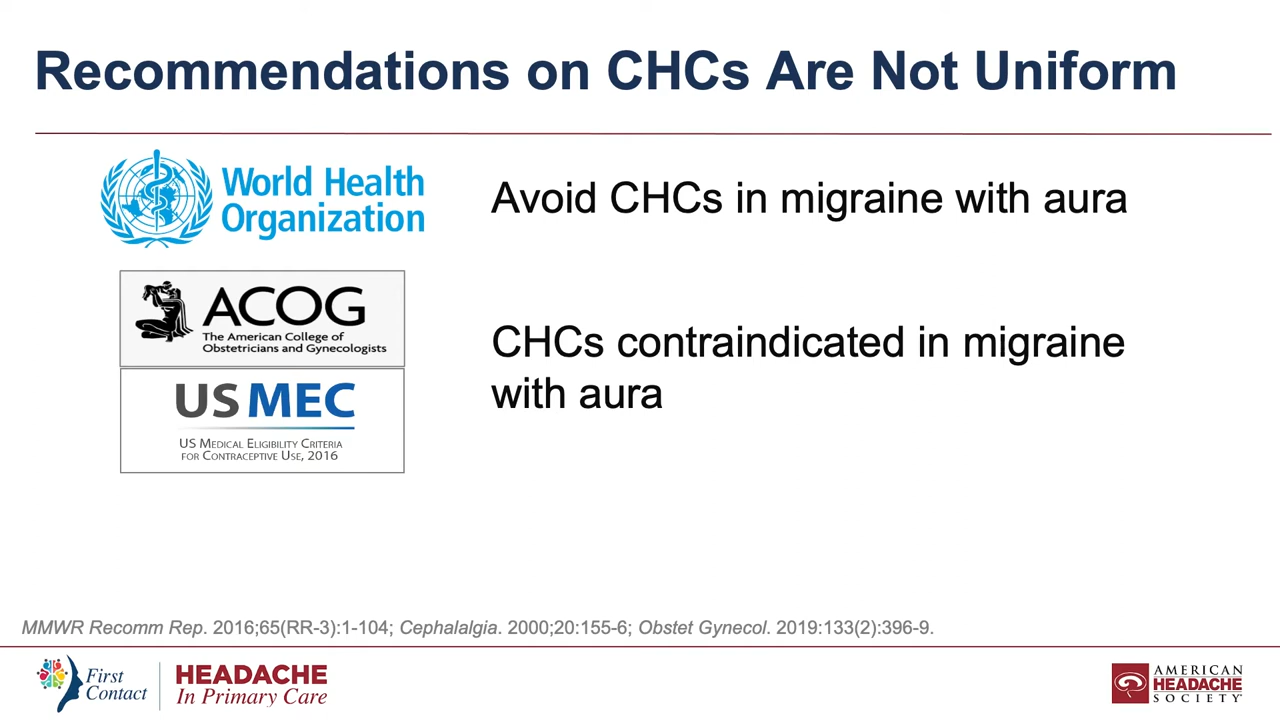 Recommendations on CHCs Are Not Uniform
World Health
Organization
Avoid CHCs in migraine with aura
ACOG
The American College of
Obstetricians and Gynecologists
CHCs contraindicated in migraine
with aura
US MEC
US MEDICAL ELIGIBILITY CRITERIA
FOR CONTRACEPTIVE USE, 2016
MMWR Recomm Rep. 2016;65(RR-3):1-104; Cephalalgia. 2000;20:155-6; Obstet Gynecol. 2019:133(2):396-9.
First
Contact
HEADACHE
In Primary Care
AMERICAN
HEADACHE
SOCIETY